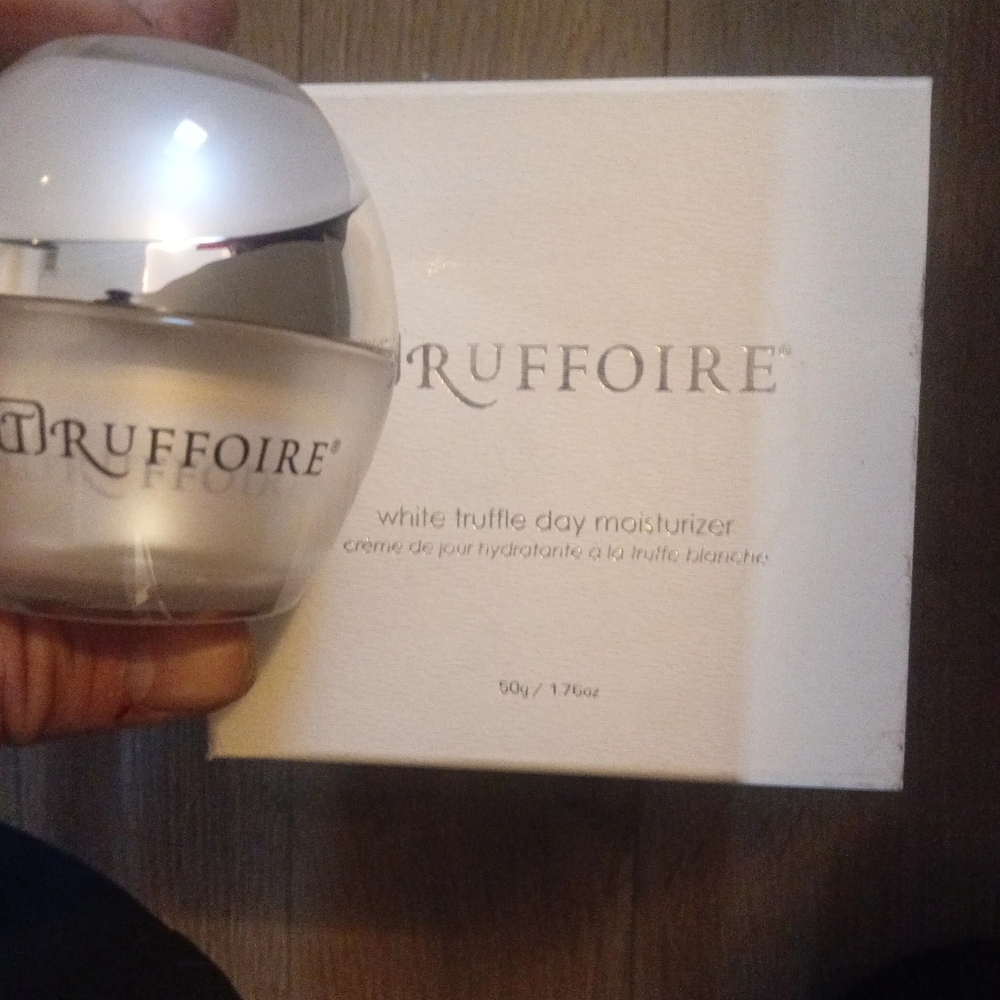 TRUFFOIRE®
TRUFFOIRE®
white truffle day moisturizer
crème de jour hydratante à la truffe blanche
50g / 1.76oz